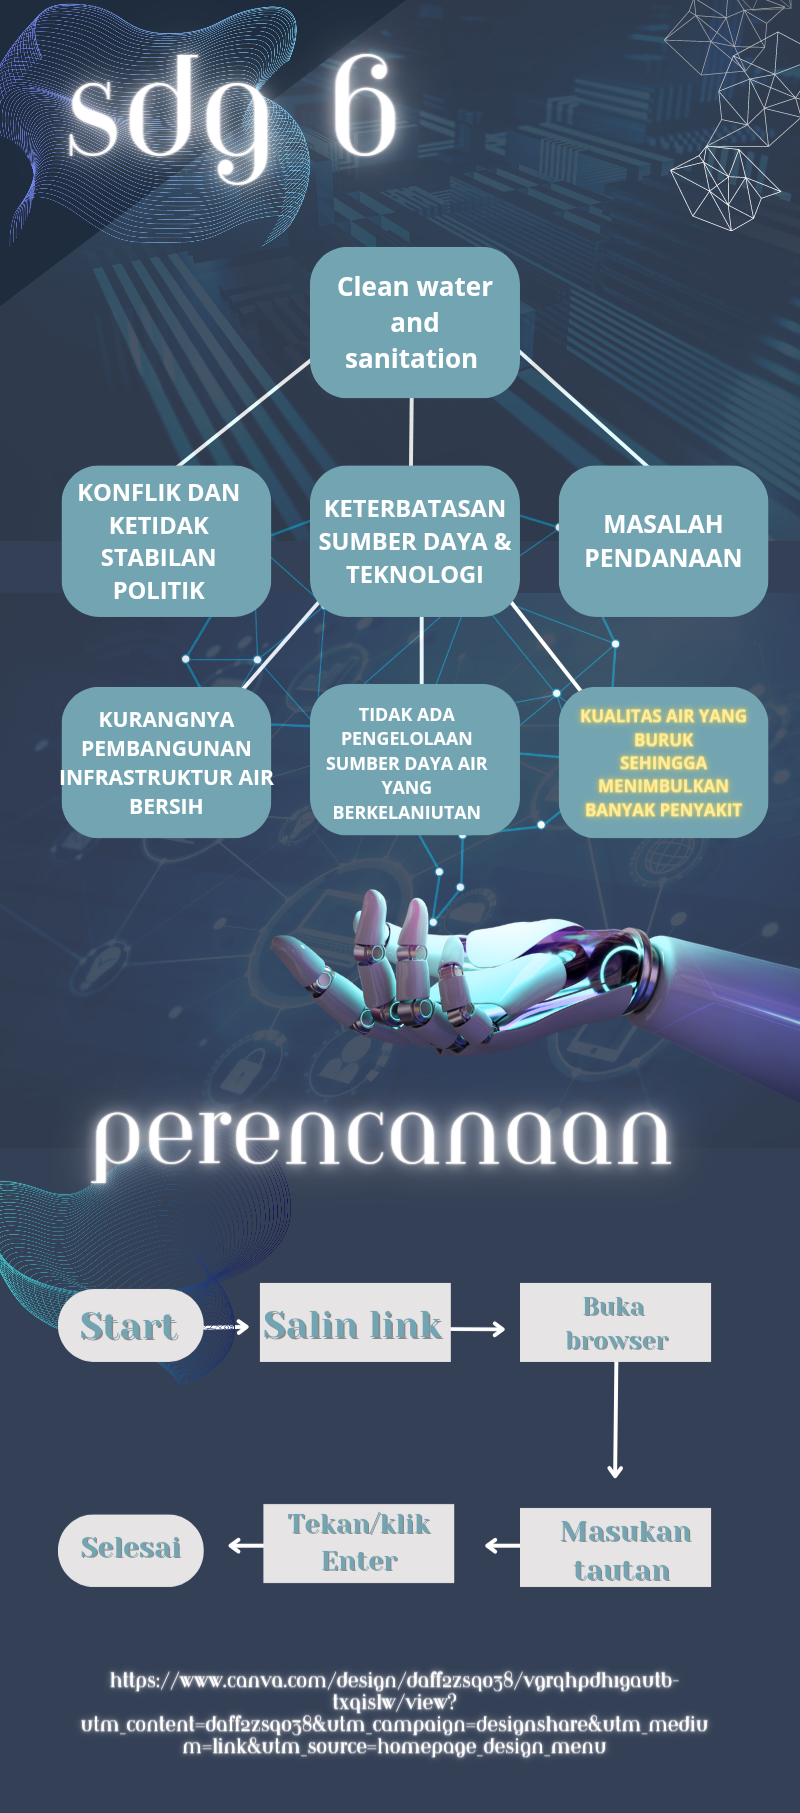 sdg 6
Clean water
and
sanitation
KONFLIK DAN
KETIDAK
STABILAN
POLITIK
KETERBATASAN
SUMBER DAYA &
TEKNOLOGI
MASALAH
PENDANAAN
KURANGNYA
PEMBANGUNAN
INFRASTRUKTUR AIR
BERSIH
TIDAK ADA
PENGELOLAAN
SUMBER DAYA AIR
YANG
BERKELANIUTAN
KUALITAS AIR YANG
BURUK
SEHINGGA
MENIMBULKAN
BANYAK PENYAKIT
perencanaan
Start
Salin link
Buka
browser
Masukan
tautan
Tekan/klik
Enter
Selesai
https://www.canva.com/design/daff2zsqo38/vgrqhpdh19autb-
txqislw/view?
utm_content=daff2zsqo38&utm_campaign=designshare&utm_mediu
m=link&utm_source=homepage_design_menu